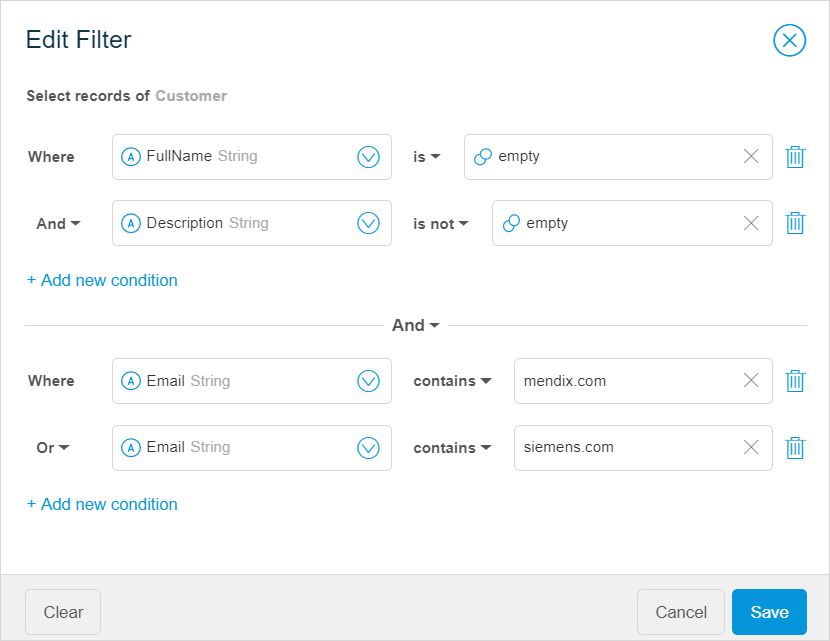 Edit Filter
Select records of Customer
Where A FullName String is empty
And A Description String is not empty
+ Add new condition
And
Where A Email String contains mendix.com
Or A Email String contains siemens.com
+ Add new condition
Clear Cancel Save